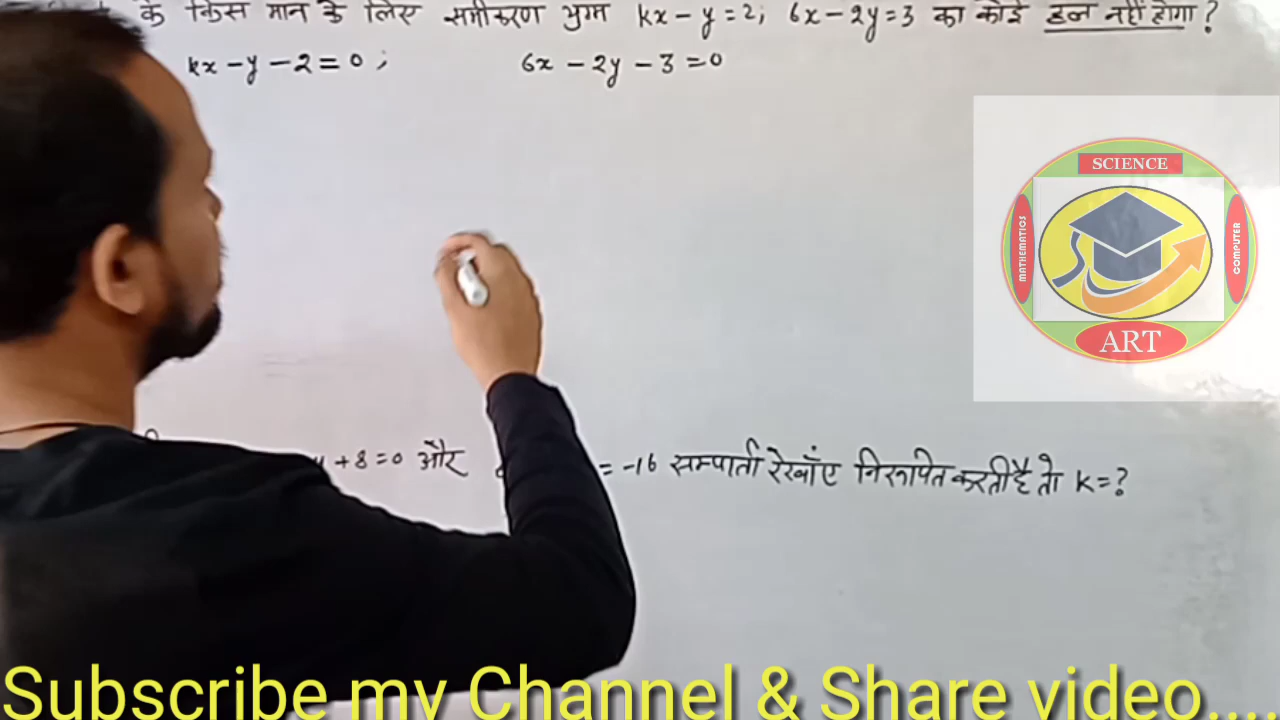 के किस मान के लिए समीकरण युग्म kx - y = 2; 6x - 2y = 3 का कोई हल नहीं होगा ?
kx - y - 2 = 0 ; 6x - 2y - 3 = 0
SCIENCE
MATHEMATICS
COMPUTER
ART
+ 8 = 0 और = -16 सम्पाती रेखाँए निरूपित करती है तो k = ?
Subscribe my Channel & Share video....